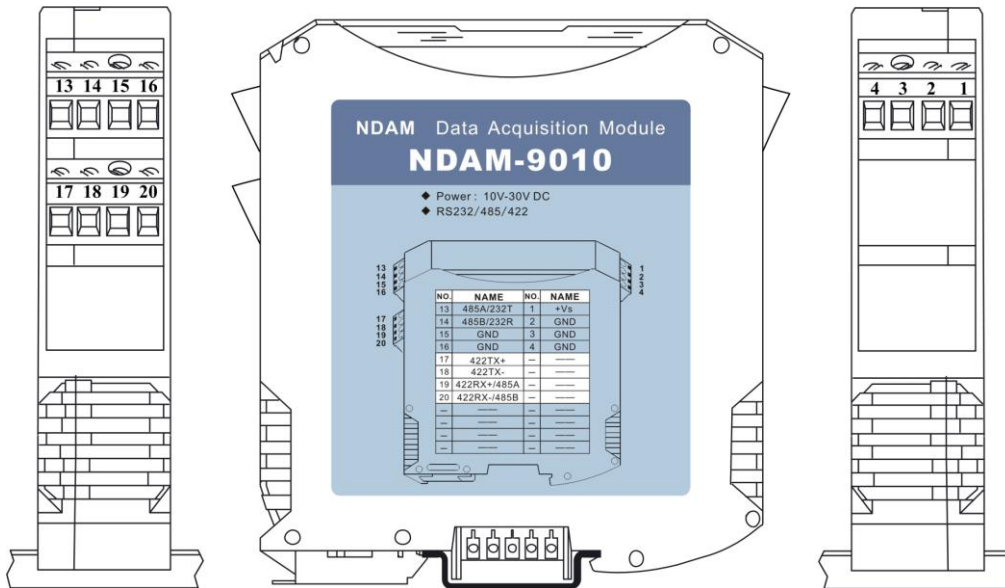 13 14 15 16
17 18 19 20
NDAM Data Acquisition Module
NDAM-9010
◆ Power: 10V-30V DC
◆ RS232/485/422
13
14
15
16
17
18
19
20
1
2
3
4
NO. NAME NO. NAME
13 485A/232T 1 +Vs
14 485B/232R 2 GND
15 GND 3 GND
16 GND 4 GND
17 422TX+ — ——
18 422TX- — ——
19 422RX+/485A — ——
20 422RX-/485B — ——
— —— — ——
— —— — ——
— —— — ——
— —— — ——
4 3 2 1